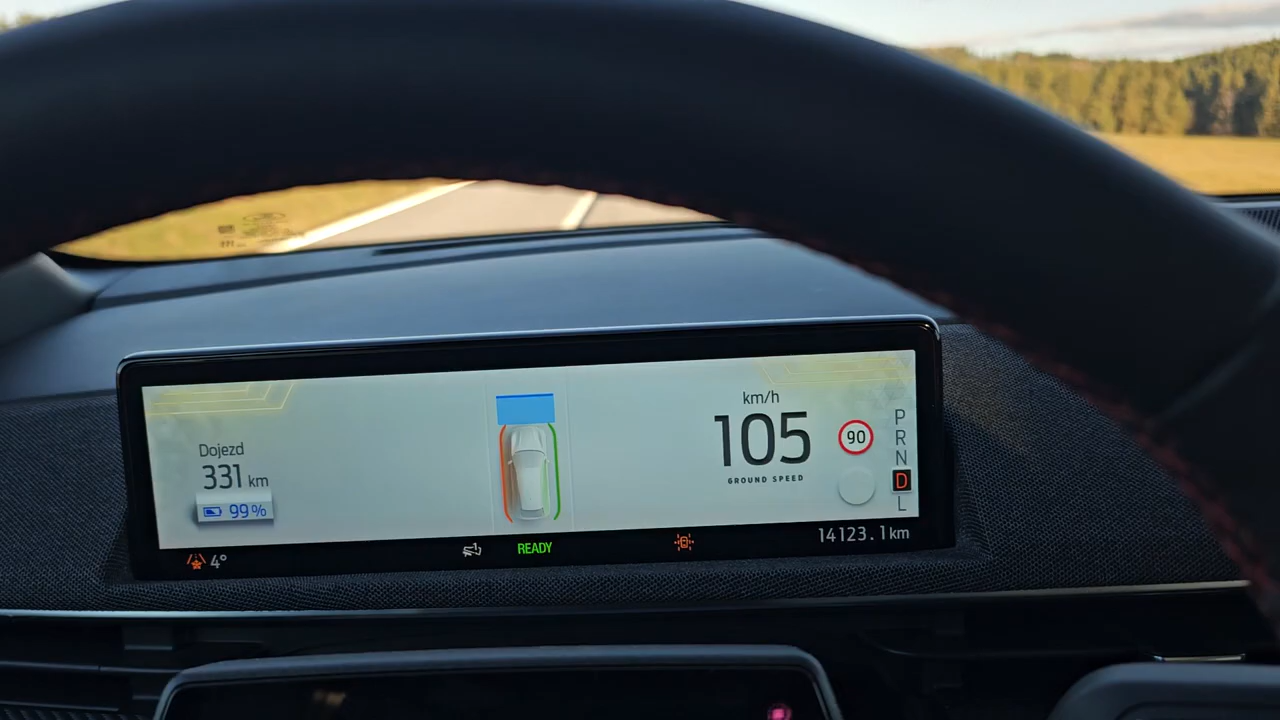 Dojezd
331 km
99 %
km/h
105
GROUND SPEED
90
P
R
N
D
L
4°
READY
14123.1 km